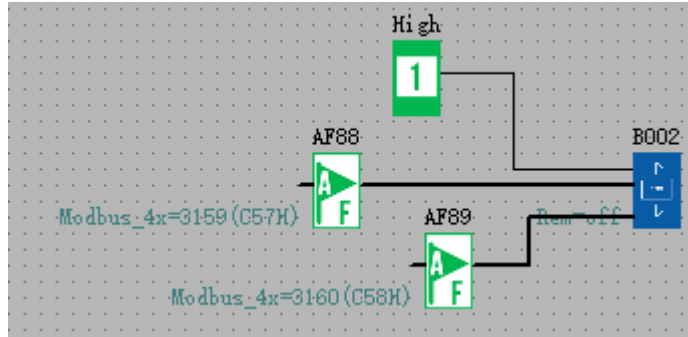 High
1
AF88
B002
A
F
Modbus_4x=3159(C57H)
AF89
Rem=off
A
F
Modbus_4x=3160(C58H)